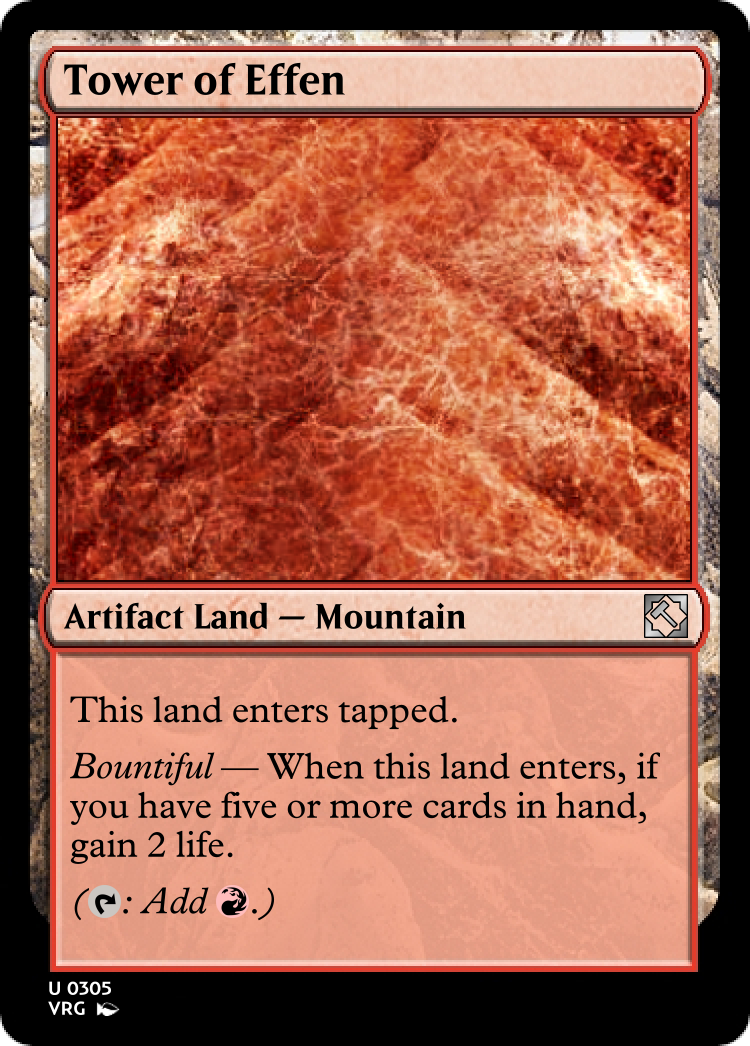 Tower of Effen
Artifact Land — Mountain
This land enters tapped.
Bountiful — When this land enters, if
you have five or more cards in hand,
gain 2 life.
(: Add .)
U 0305
VRG